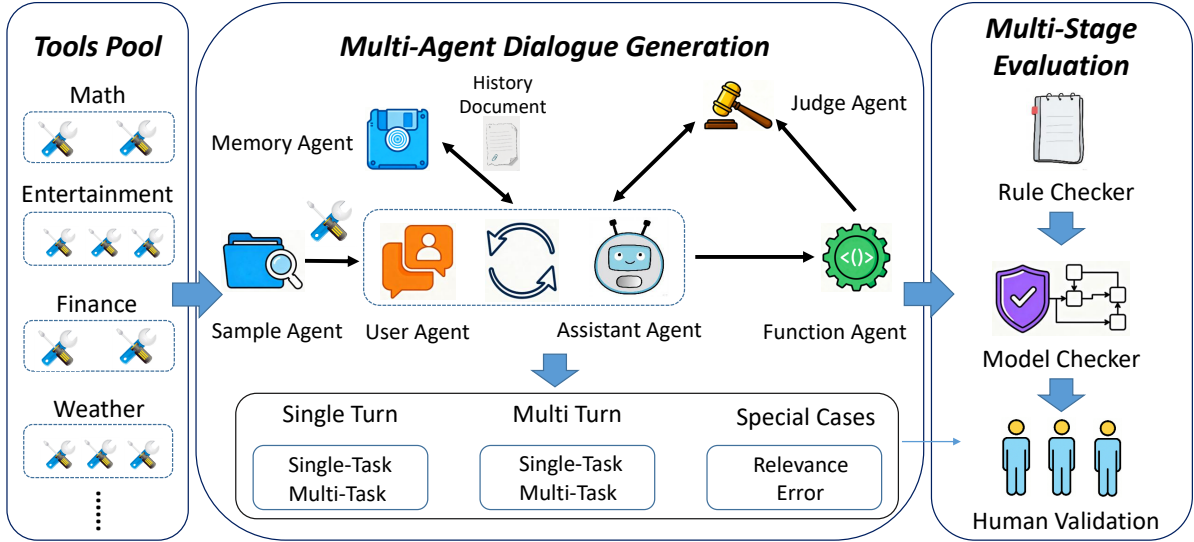 Tools Pool
Math
Entertainment
Finance
Weather
Multi-Agent Dialogue Generation
History
Document
Memory Agent
Judge Agent
<()>
Sample Agent
User Agent
Assistant Agent
Function Agent
Single Turn
Single-Task
Multi-Task
Multi Turn
Single-Task
Multi-Task
Special Cases
Relevance
Error
Multi-Stage
Evaluation
Rule Checker
Model Checker
Human Validation